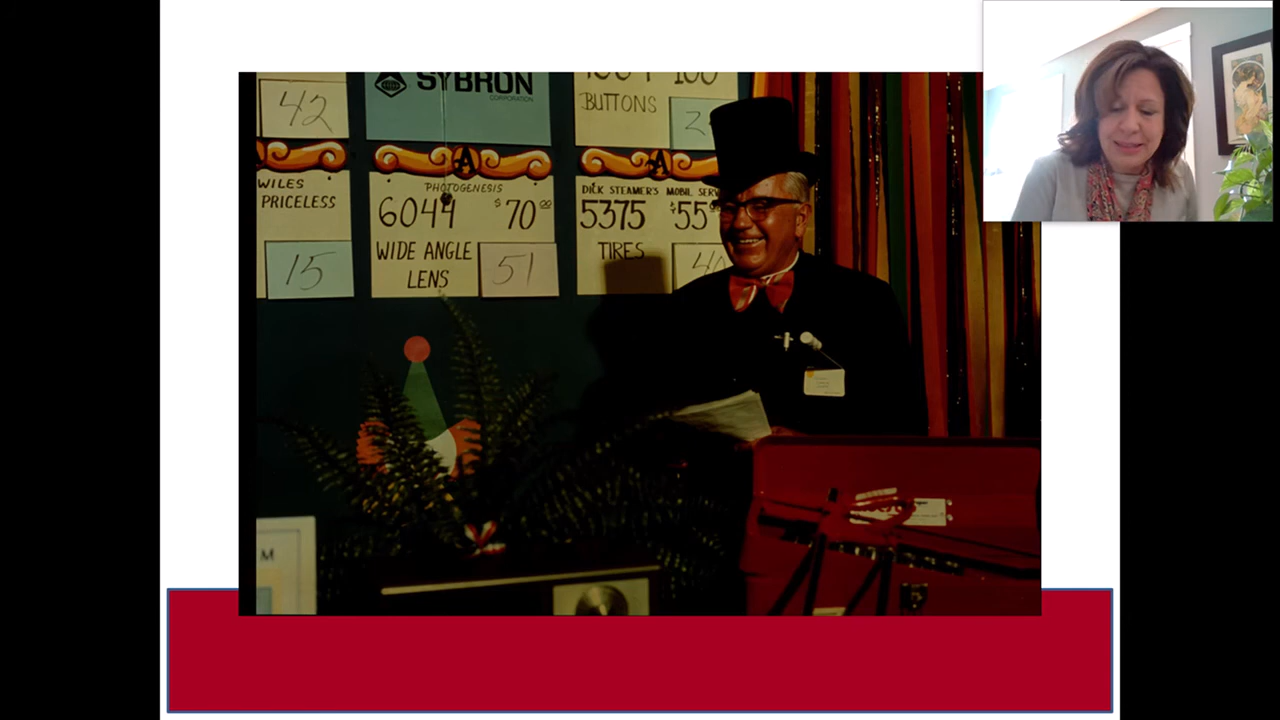 42
SYBRON
CORPORATION
BUTTONS
WILES
PRICELESS
15
PHOTOGENESIS
6044 $70.00
WIDE ANGLE
LENS
51
DICK STEAMER'S MOBIL SERV
5375 $55
TIRES
40
M